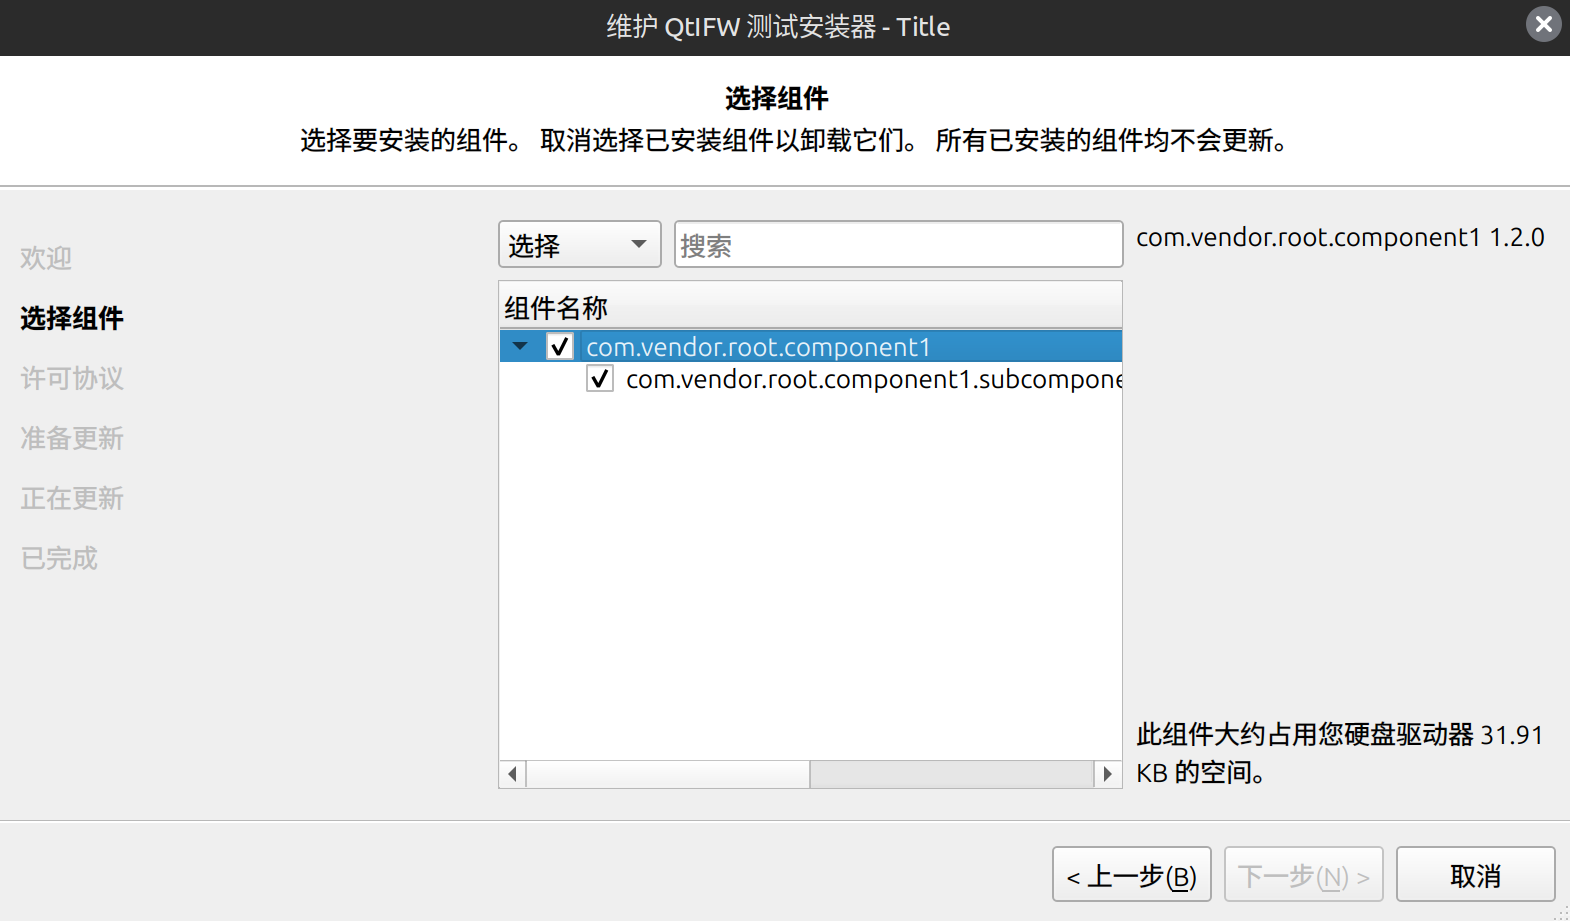 维护 QtIFW 测试安装器 - Title
选择组件
选择要安装的组件。 取消选择已安装组件以卸载它们。 所有已安装的组件均不会更新。
欢迎
选择组件
许可协议
准备更新
正在更新
已完成
选择
搜索
组件名称
com.vendor.root.component1
com.vendor.root.component1.subcompone
com.vendor.root.component1 1.2.0
此组件大约占用您硬盘驱动器 31.91
KB 的空间。
< 上一步(B)
下一步(N) >
取消